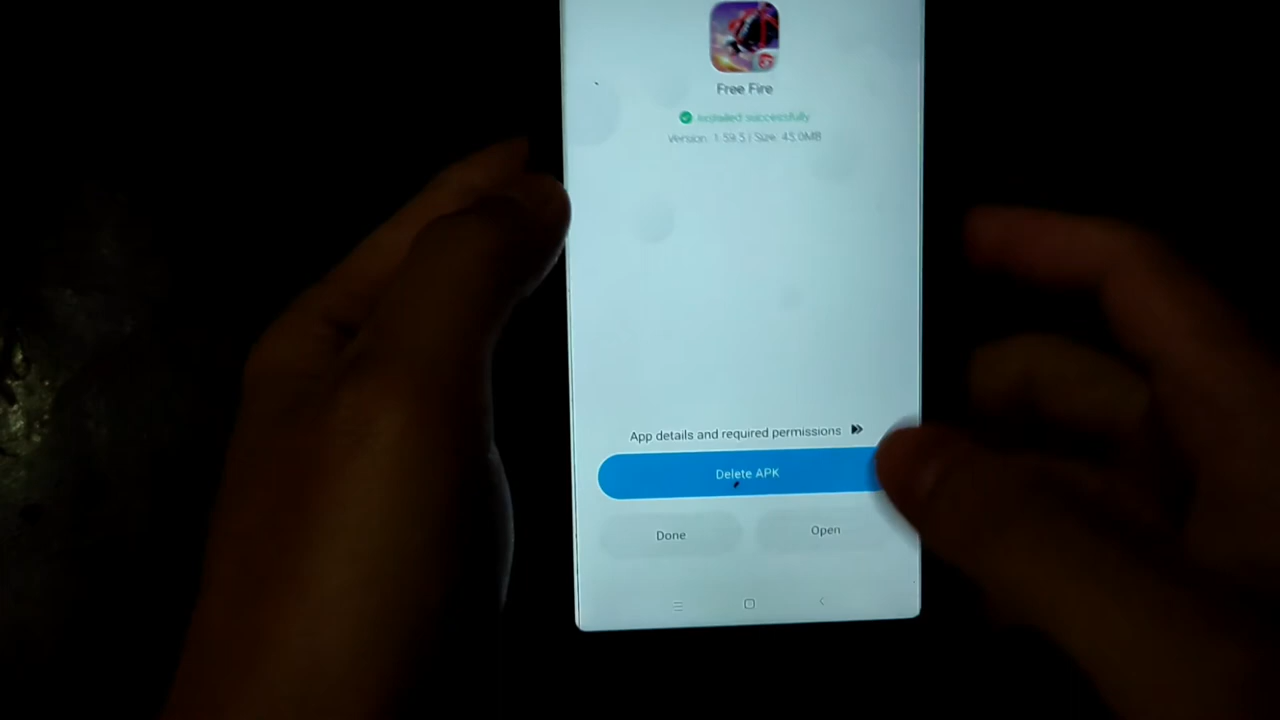 Free Fire
Installed successfully
Version: 1.59.5 | Size: 45.0MB
App details and required permissions
Delete APK
Done
Open